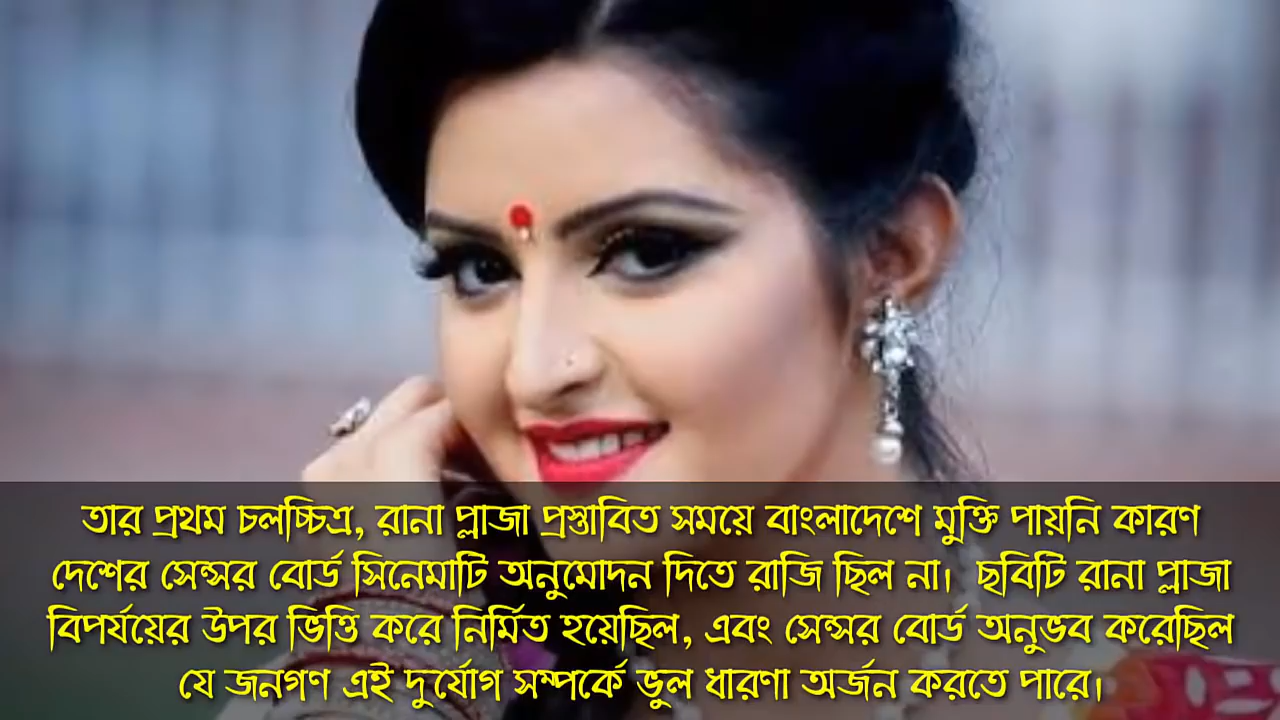 তার প্রথম চলচ্চিত্র, রানা প্লাজা প্রস্তাবিত সময়ে বাংলাদেশে মুক্তি পায়নি কারণ
দেশের সেন্সর বোর্ড সিনেমাটি অনুমোদন দিতে রাজি ছিল না। ছবিটি রানা প্লাজা
বিপর্যয়ের উপর ভিত্তি করে নির্মিত হয়েছিল, এবং সেন্সর বোর্ড অনুভব করেছিল
যে জনগণ এই দুর্যোগ সম্পর্কে ভুল ধারণা অর্জন করতে পারে।